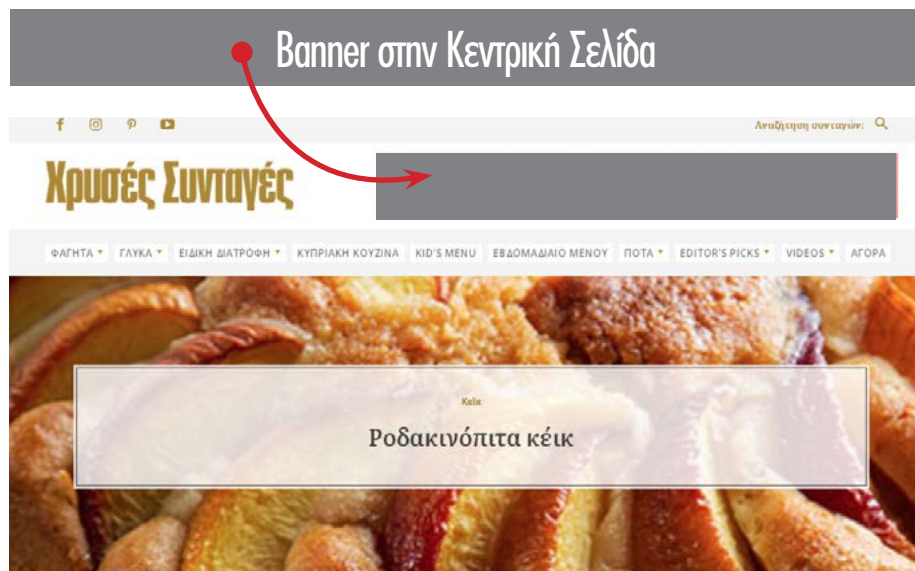 Banner στην Κεντρική Σελίδα
Αναζήτηση συνταγών:
Χρυσές Συνταγές
ΦΑΓΗΤΑ ΓΛΥΚΑ ΕΙΔΙΚΗ ΔΙΑΤΡΟΦΗ ΚΥΠΡΙΑΚΗ ΚΟΥΖΙΝΑ KID'S MENU ΕΒΔΟΜΑΔΙΑΙΟ ΜΕΝΟΥ ΠΟΤΑ EDITOR'S PICKS VIDEOS ΑΓΟΡΑ
Κεϊκ
Ροδακινόπιτα κέικ